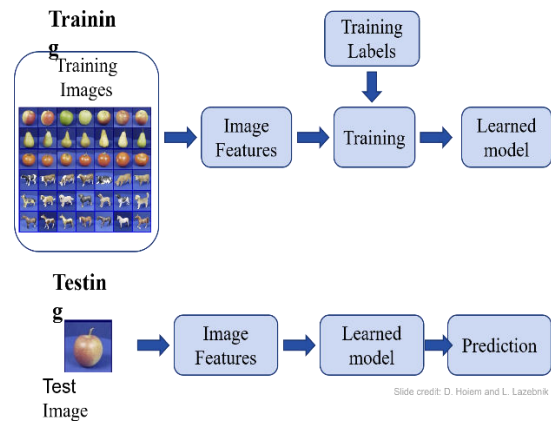 Trainin
g
Training
Images
Training
Labels
Image
Features
Training
Learned
model
Testin
g
Test
Image
Image
Features
Learned
model
Prediction
Slide credit: D. Hoiem and L. Lazebnik